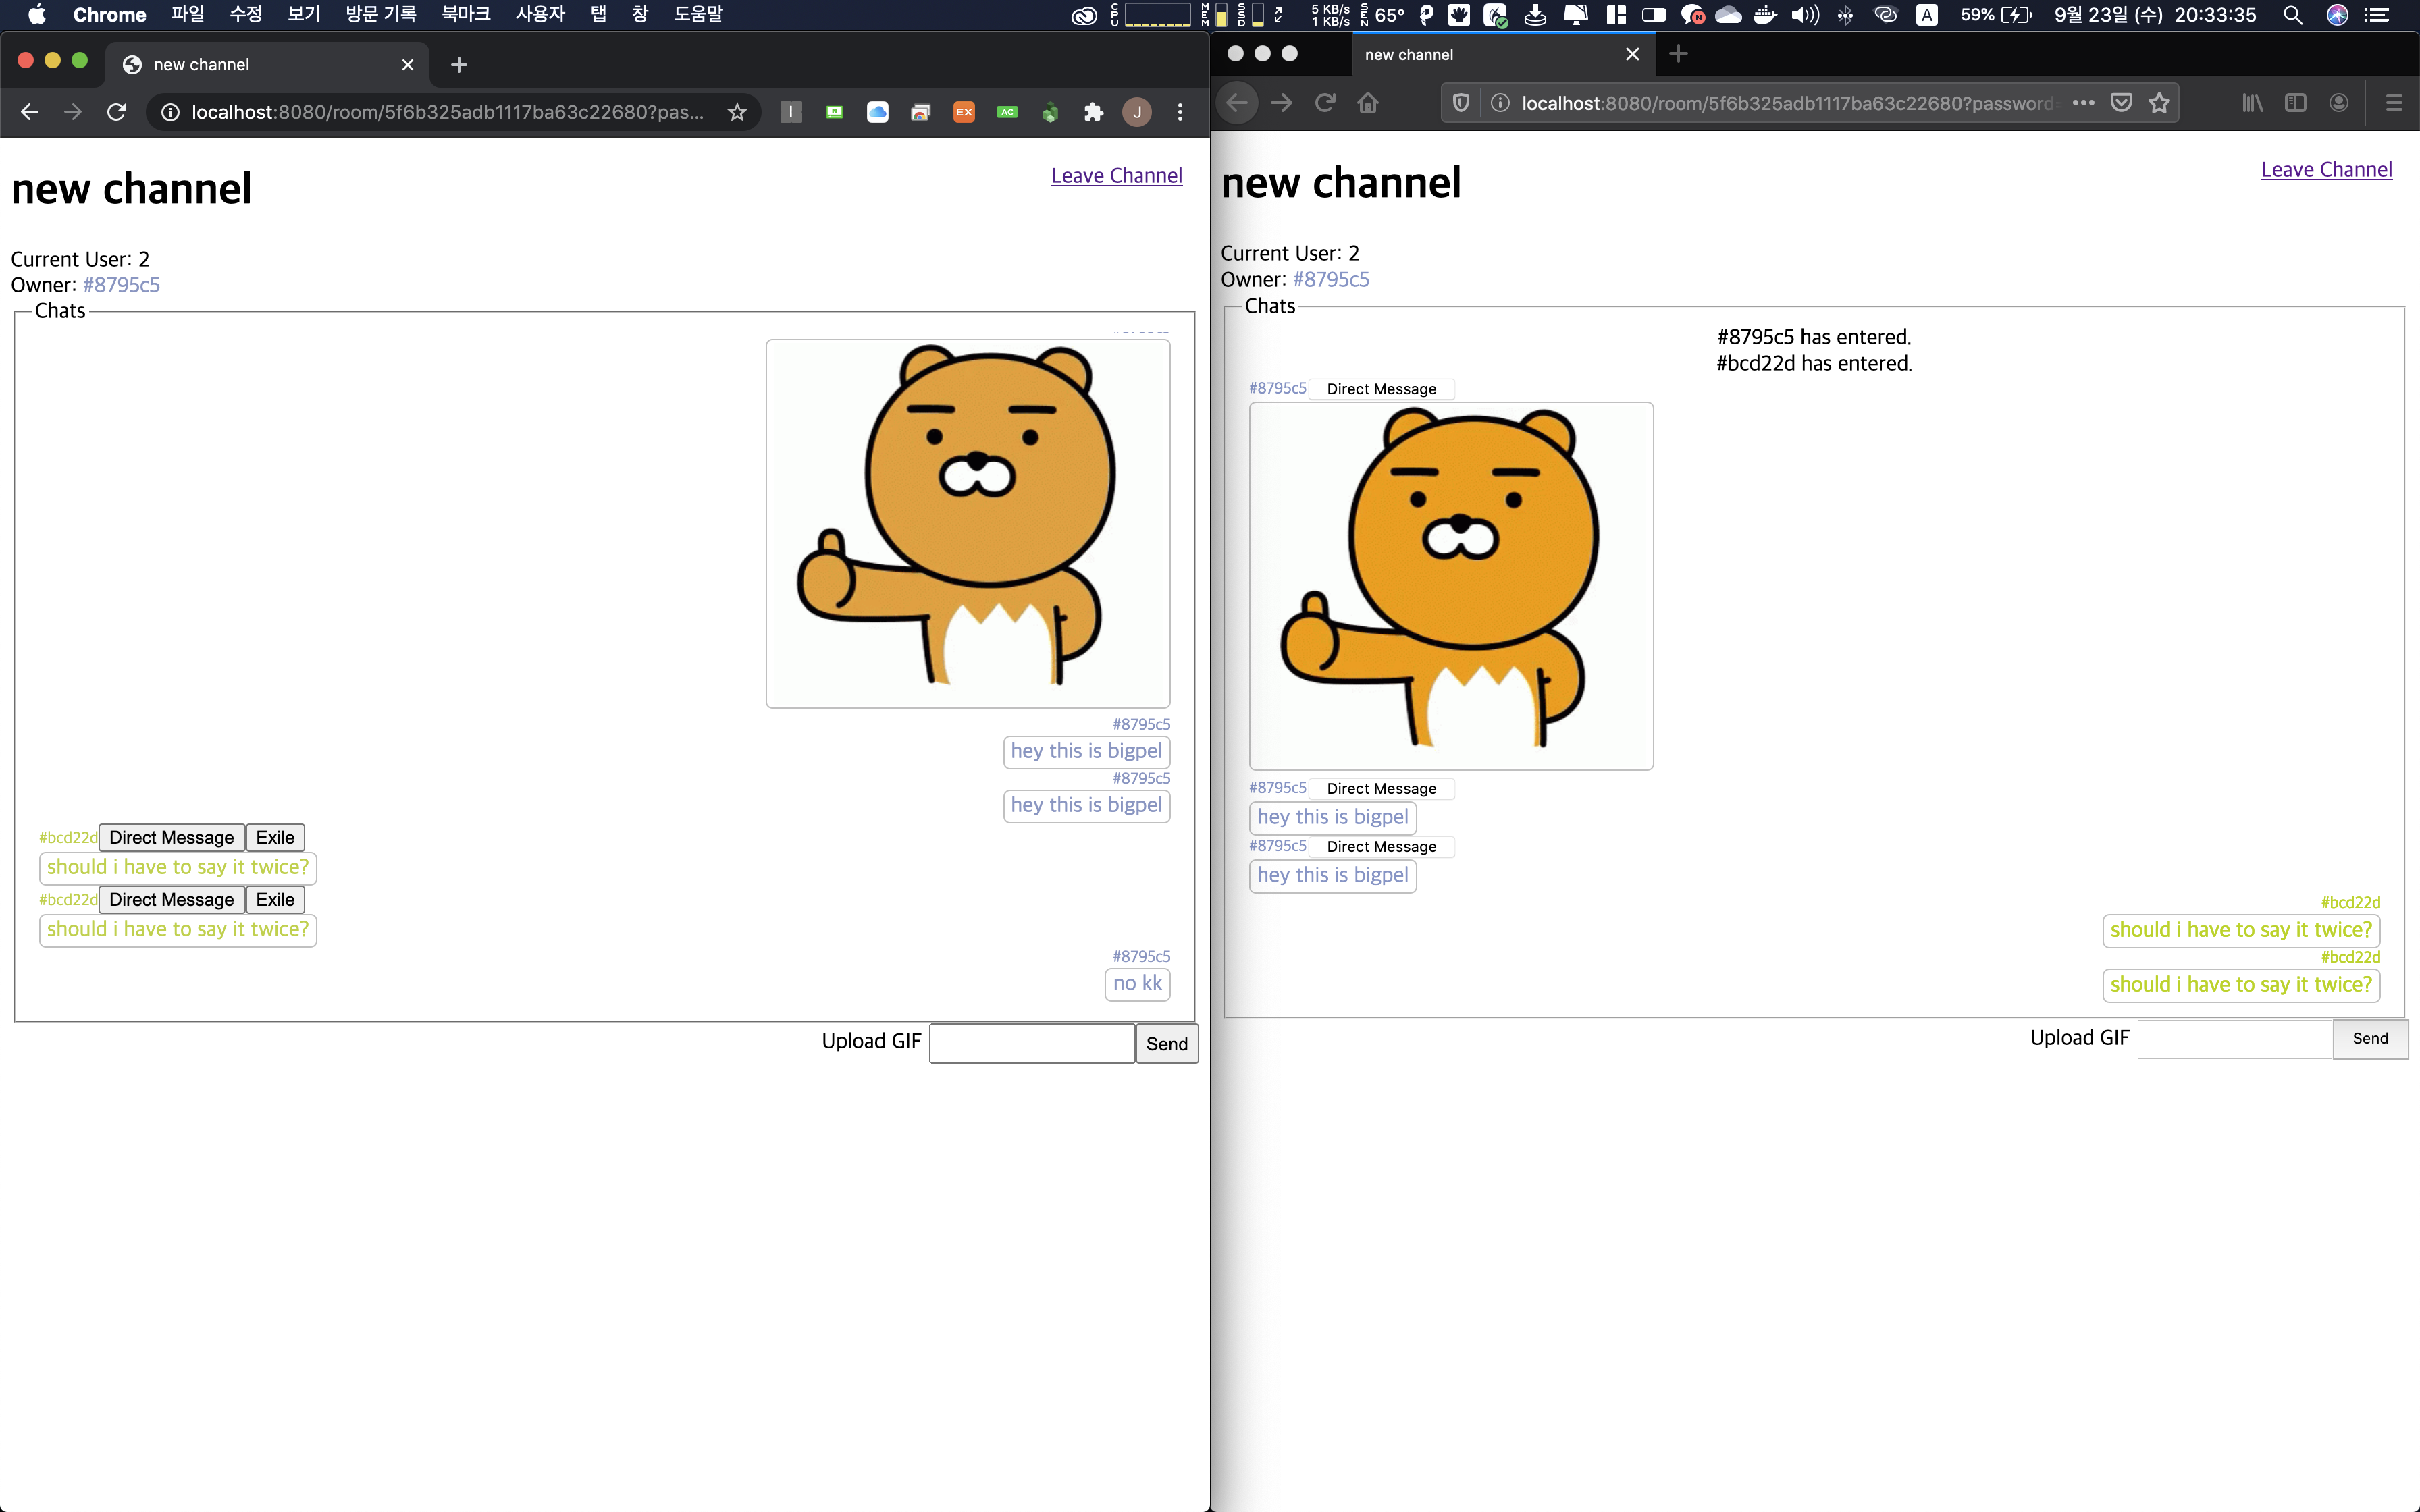 Chrome 파일 수정 보기 방문 기록 북마크 사용자 탭 창 도움말 CPU MEM SSD 5 KB/s 1 KB/s SEN 65° A 59% 9월 23일 (수) 20:33:35
new channel
localhost:8080/room/5f6b325adb1117ba63c22680?pas... EX AC J
new channel
Leave Channel
Current User: 2
Owner: #8795c5
Chats
#8795c5
hey this is bigpel
#8795c5
hey this is bigpel
#bcd22d Direct Message Exile
should i have to say it twice?
#bcd22d Direct Message Exile
should i have to say it twice?
#8795c5
no kk
Upload GIF Send
new channel
localhost:8080/room/5f6b325adb1117ba63c22680?password=
new channel
Leave Channel
Current User: 2
Owner: #8795c5
Chats
#8795c5 has entered.
#bcd22d has entered.
#8795c5 Direct Message
#8795c5 Direct Message
hey this is bigpel
#8795c5 Direct Message
hey this is bigpel
#bcd22d
should i have to say it twice?
#bcd22d
should i have to say it twice?
Upload GIF Send